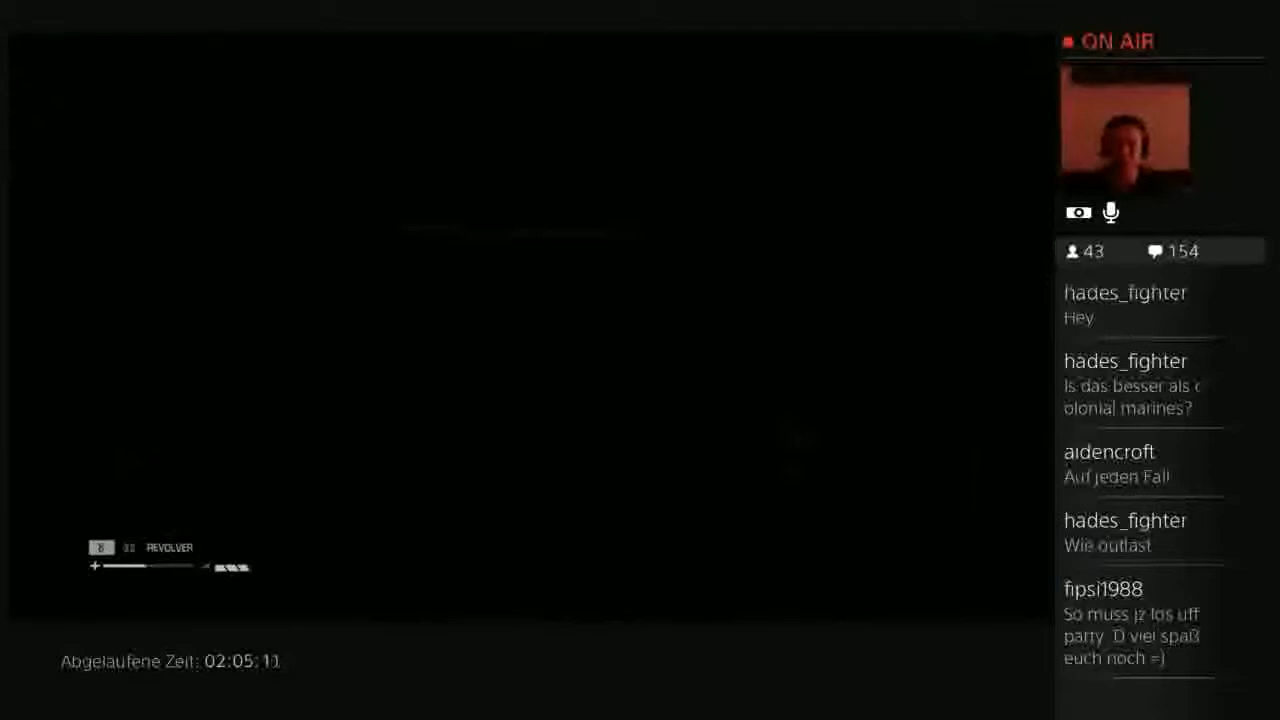 ON AIR
43 154
hades_fighter
Hey
hades_fighter
Is das besser als c
olonial marines?
aidencroft
Auf jeden Fall
hades_fighter
Wie outlast
fipsi1988
So muss jz los uff
party :D viel spaß
euch noch =)
REVOLVER
Abgelaufene Zeit: 02:05:11